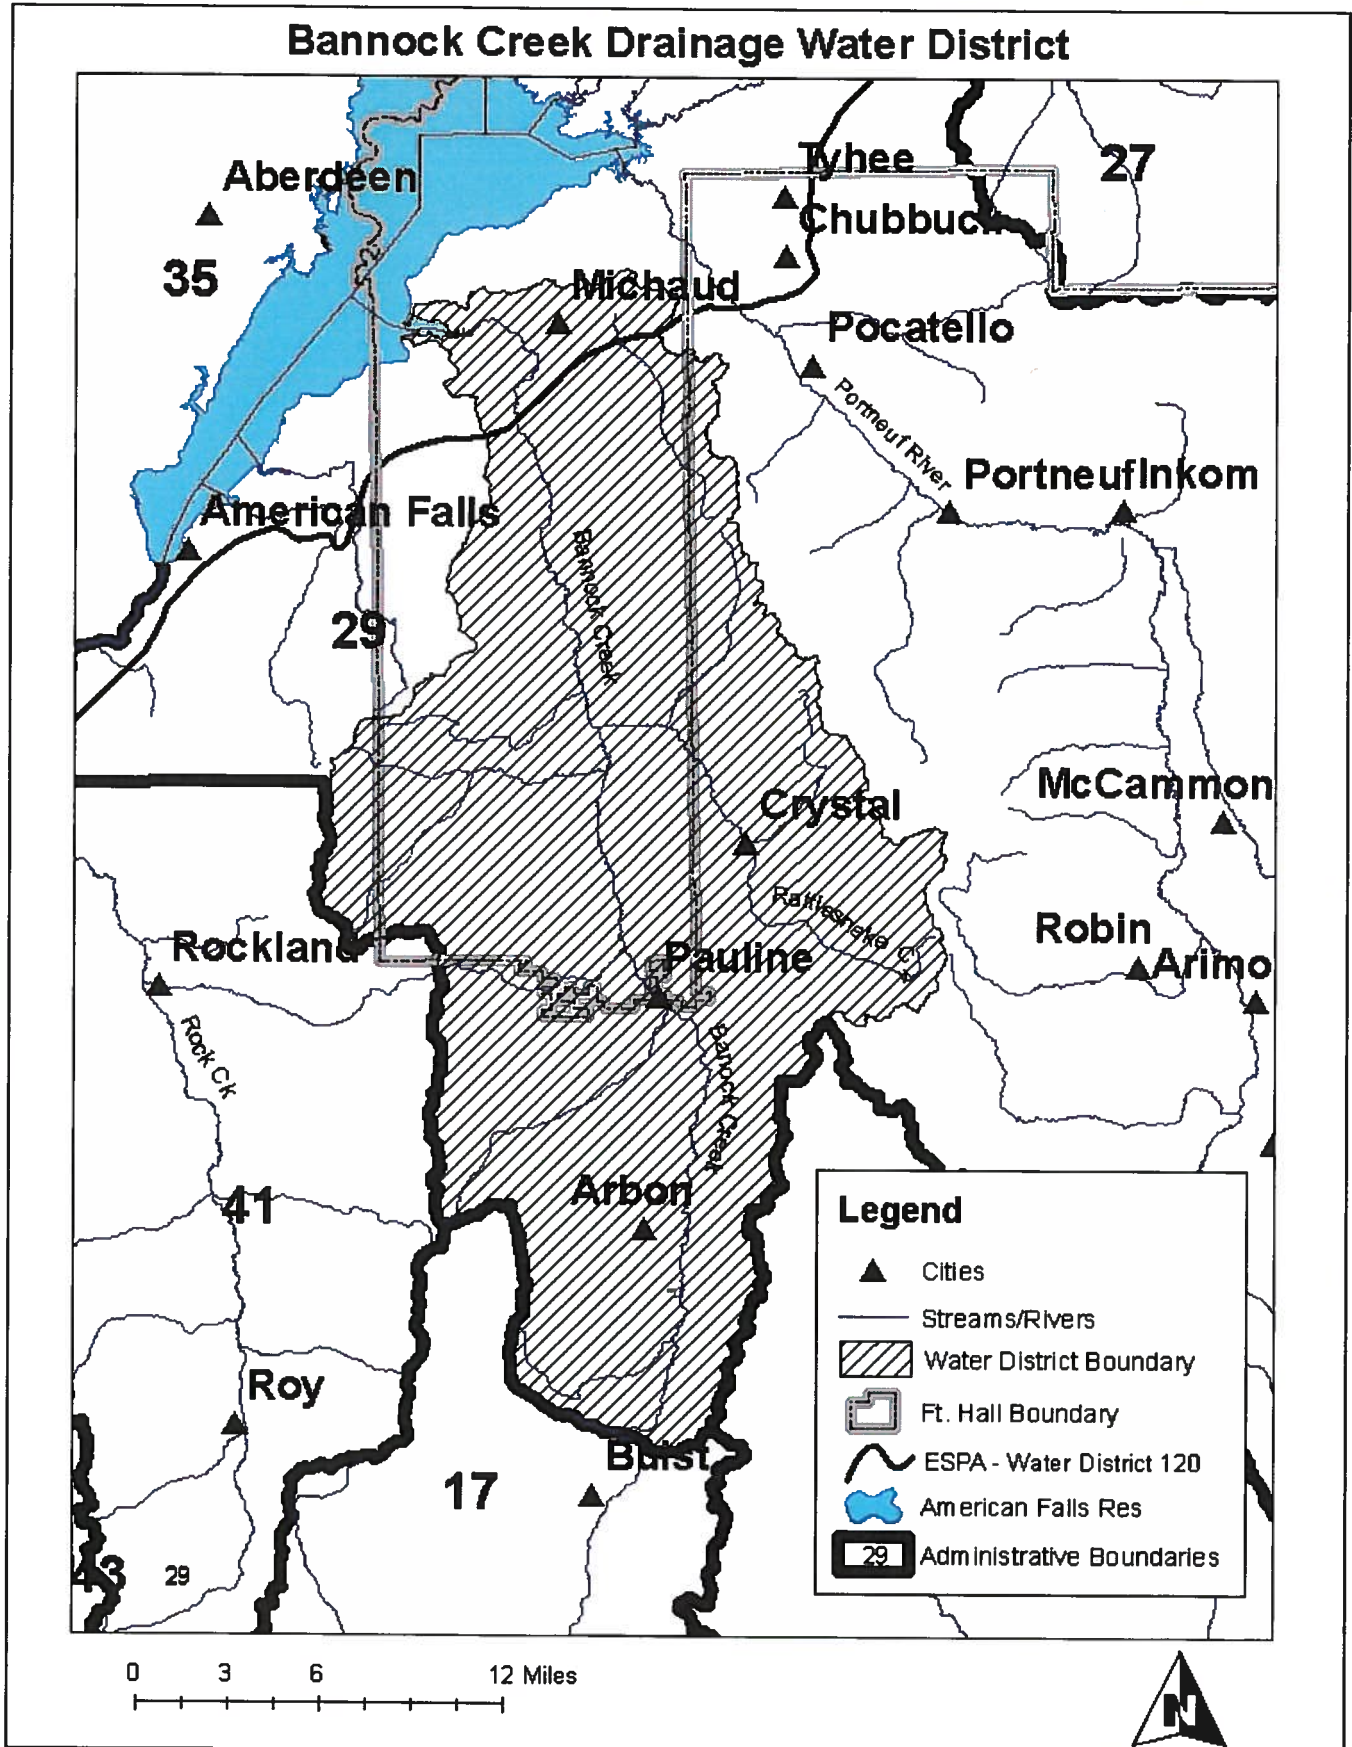 Bannock Creek Drainage Water District
Tyhee
27
Aberdeen
Chubbuck
35
Michaud
Pocatello
Portneuf River
Portneuf
Inkom
American Falls
Bannock Creek
29
McCammon
Crystal
Rattlesnake Ck
Robin
Rockland
Pauline
Arimo
Rock Ck
Banock Creek
Arbon
41
Legend
Cities
Streams/Rivers
Water District Boundary
Roy
Ft. Hall Boundary
Buist
ESPA - Water District 120
17
American Falls Res
29
Administrative Boundaries
43
29
0 3 6 12 Miles
N